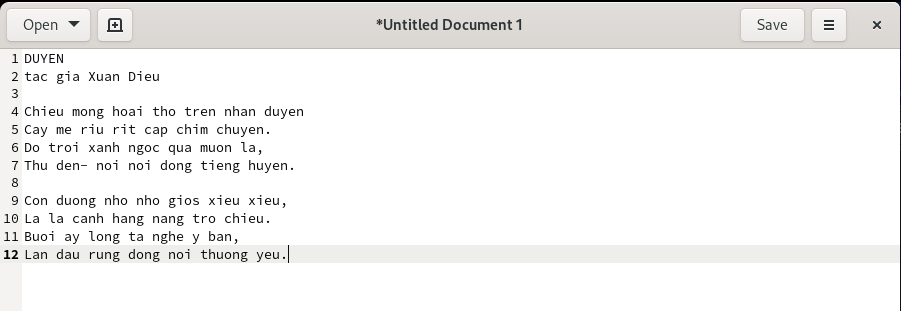 Open
*Untitled Document 1
Save
1 DUYEN
2 tac gia Xuan Dieu
3
4 Chieu mong hoai tho tren nhan duyen
5 Cay me riu rit cap chim chuyen.
6 Do troi xanh ngoc qua muon la,
7 Thu den- noi noi dong tieng huyen.
8
9 Con duong nho nho gios xieu xieu,
10 La la canh hang nang tro chieu.
11 Buoi ay long ta nghe y ban,
12 Lan dau rung dong noi thuong yeu.